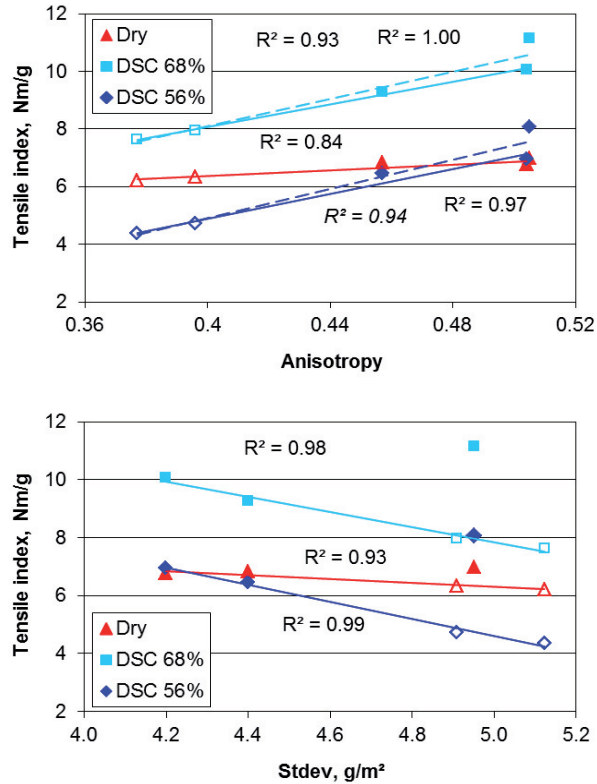 12
10
8
6
4
2
Tensile index, Nm/g
Dry
DSC 68%
DSC 56%
R² = 0.93
R² = 1.00
R² = 0.84
R² = 0.94
R² = 0.97
0.36
0.4
0.44
0.48
0.52
Anisotropy
12
10
8
6
4
2
Tensile index, Nm/g
R² = 0.98
R² = 0.93
R² = 0.99
Dry
DSC 68%
DSC 56%
4.0
4.2
4.4
4.6
4.8
5.0
5.2
Stdev, g/m²